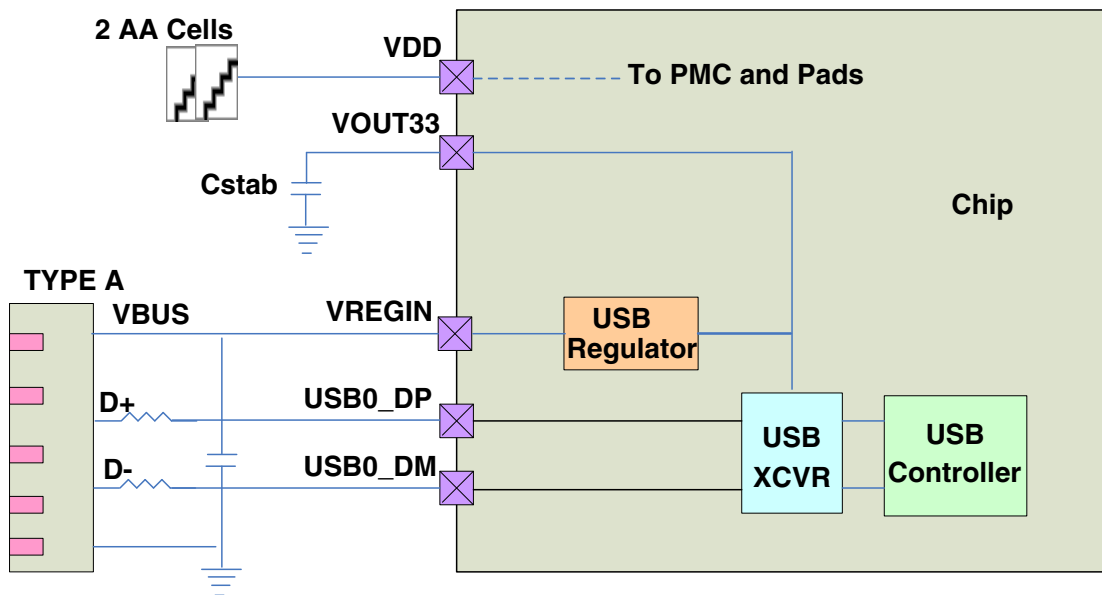 2 AA Cells
VDD
To PMC and Pads
VOUT33
Cstab
Chip
TYPE A
VBUS
VREGIN
USB
Regulator
D+
USB0_DP
D-
USB0_DM
USB
XCVR
USB
Controller